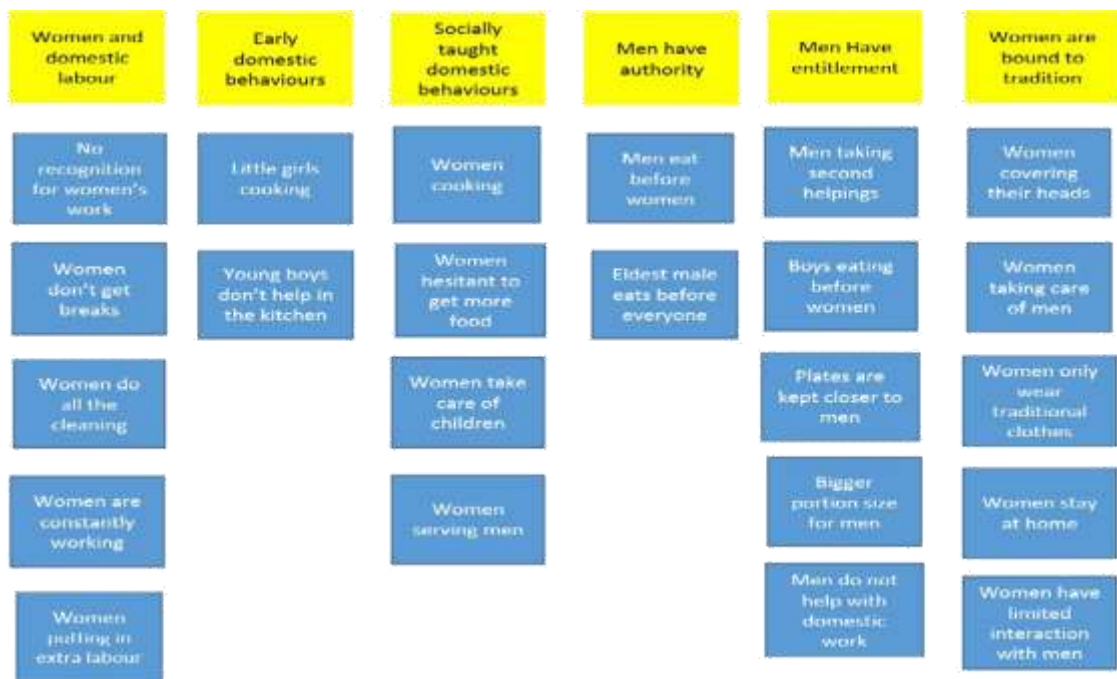 Women and
domestic
labour
Early
domestic
behaviours
Socially
taught
domestic
behaviours
Men have
authority
Men Have
entitlement
Women are
bound to
tradition
No
recognition
for women's
work
Little girls
cooking
Women
cooking
Men eat
before
women
Men taking
second
helpings
Women
covering
their heads
Women
don't get
breaks
Young boys
don't help in
the kitchen
Women
hesitant to
get more
food
Eldest male
eats before
everyone
Boys eating
before
women
Women
taking care
of men
Women do
all the
cleaning
Women take
care of
children
Plates are
kept closer to
men
Women only
wear
traditional
clothes
Women are
constantly
working
Women
serving men
Bigger
portion size
for men
Women stay
at home
Women
putting in
extra labour
Men do not
help with
domestic
work
Women have
limited
interaction
with men